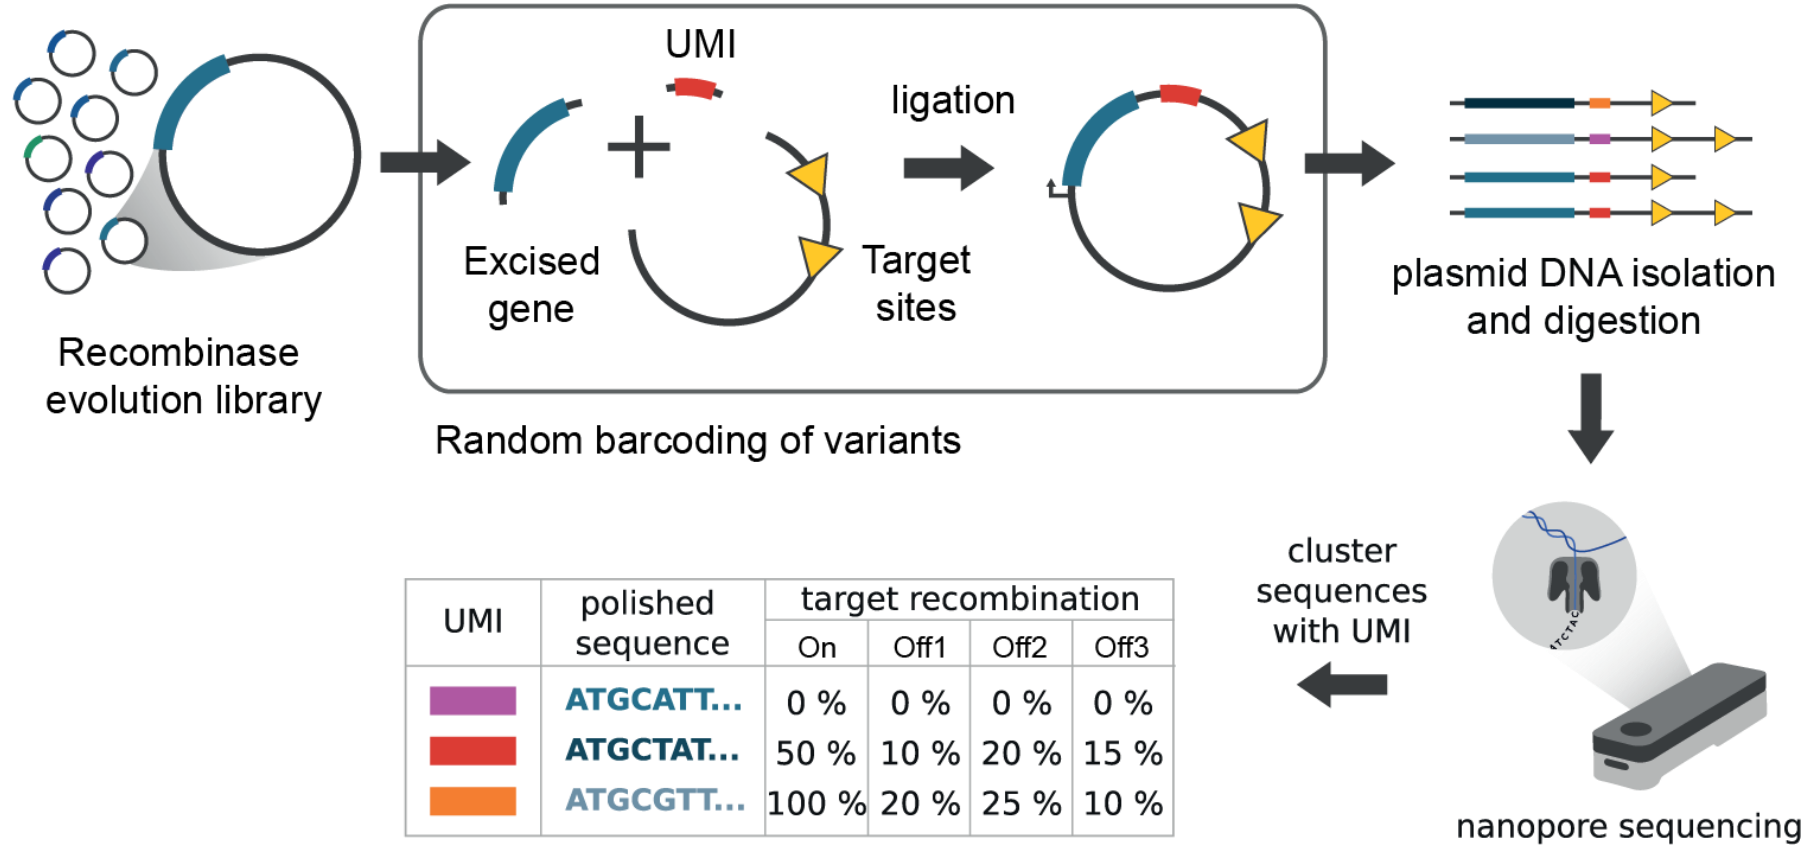 Recombinase
evolution library
UMI
Excised
gene
Target
sites
ligation
Random barcoding of variants
plasmid DNA isolation
and digestion
ATCTAC
nanopore sequencing
cluster
sequences
with UMI
UMI
polished
sequence
target recombination
On Off1 Off2 Off3
ATGCATT... 0 % 0 % 0 % 0 %
ATGCTAT... 50 % 10 % 20 % 15 %
ATGCGTT... 100 % 20 % 25 % 10 %